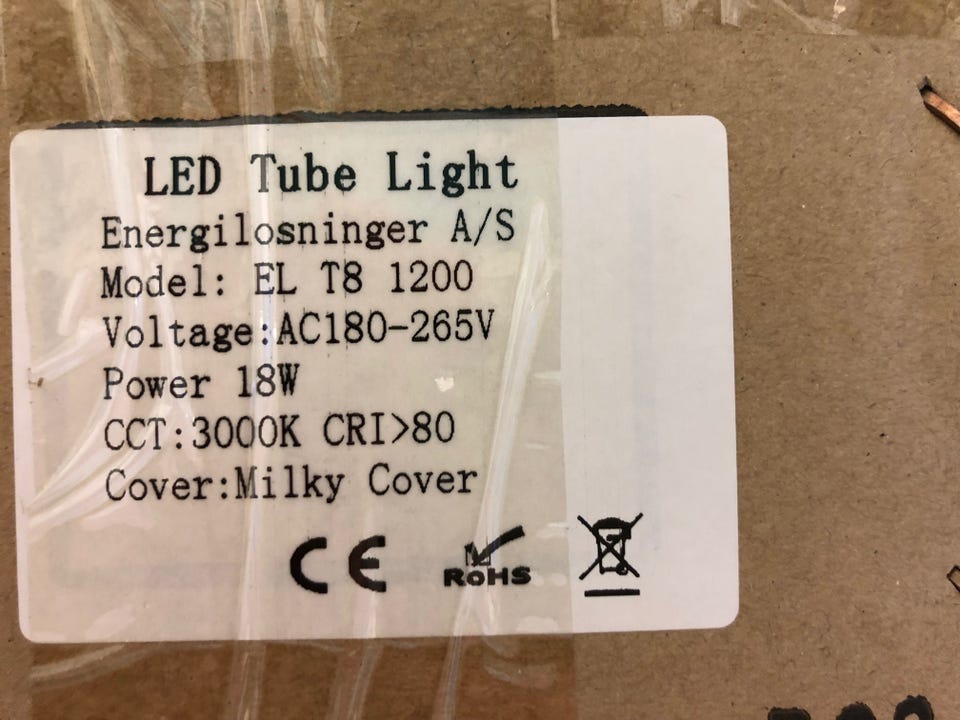 LED Tube Light
Energilosninger A/S
Model: EL T8 1200
Voltage:AC180-265V
Power 18W
CCT:3000K CRI>80
Cover:Milky Cover
CE RoHS